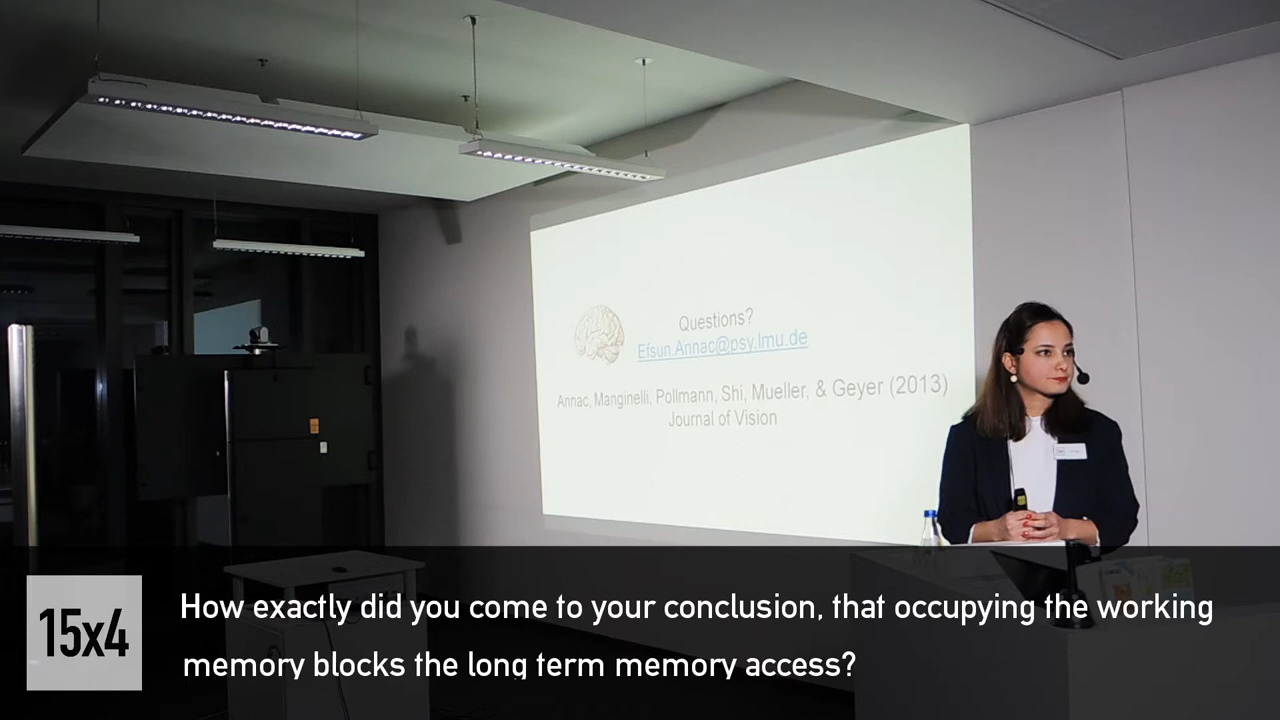 Questions?
Efsun.Annac@psy.lmu.de
Annac, Manginelli, Pollmann, Shi, Mueller, & Geyer (2013)
Journal of Vision
15x4
How exactly did you come to your conclusion, that occupying the working
memory blocks the long term memory access?